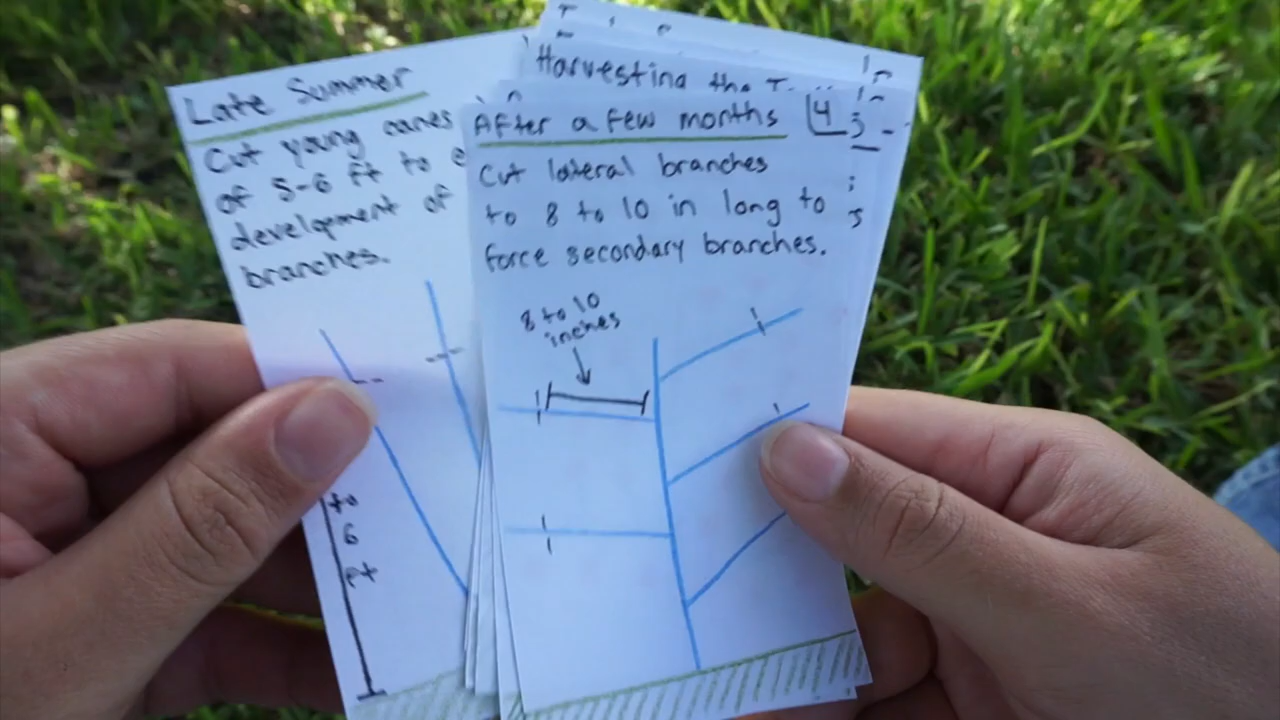 Late Summer
Cut young canes
of 5-6 ft to
development of
branches.
to
6
ft
Harvesting the
After a few months
4
3
Cut lateral branches
to 8 to 10 in long to
force secondary branches.
8 to 10
inches